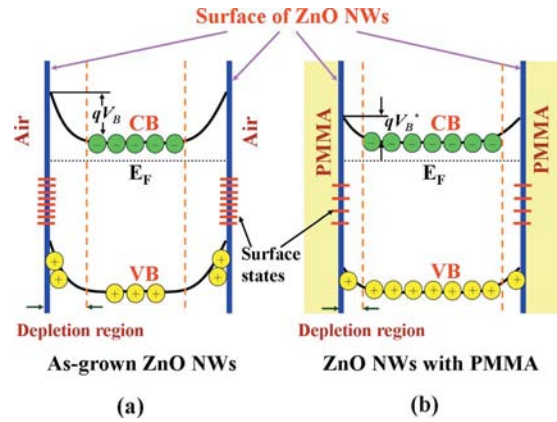 Surface of ZnO NWs
Air
qV_B
CB
E_F
Air
Surface states
VB
Depletion region
As-grown ZnO NWs
(a)
PMMA
qV_B*
CB
E_F
PMMA
VB
Depletion region
ZnO NWs with PMMA
(b)